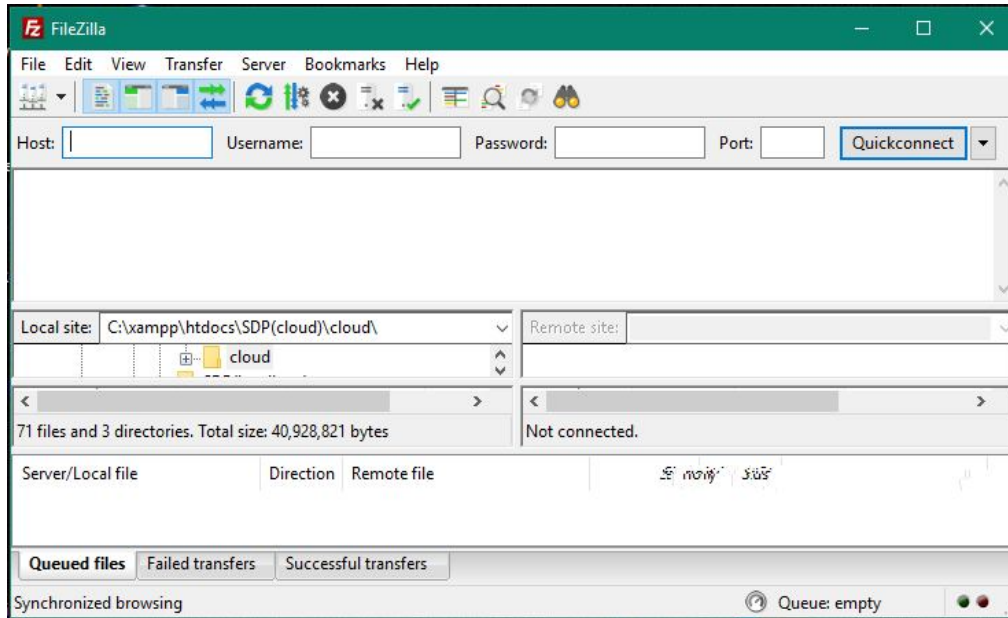 FileZilla
File Edit View Transfer Server Bookmarks Help
Host: Username: Password: Port: Quickconnect
Local site: C:\xampp\htdocs\SDP(cloud)\cloud\ Remote site:
cloud
71 files and 3 directories. Total size: 40,928,821 bytes Not connected.
Server/Local file Direction Remote file
Queued files Failed transfers Successful transfers
Synchronized browsing Queue: empty